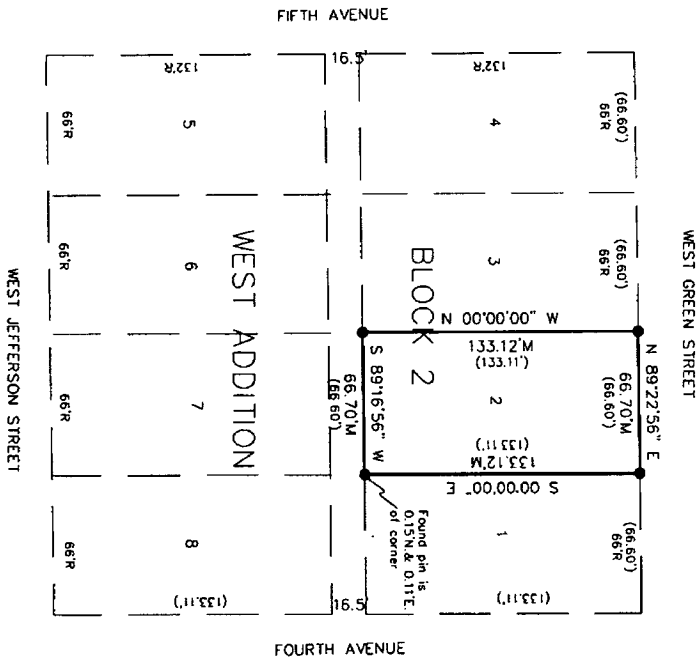 FIFTH AVENUE
132'R
16.5'
132'R
66'R
5
4
(66.60')
66'R
WEST ADDITION
BLOCK 2
66'R
6
3
(66.60')
66'R
WEST JEFFERSON STREET
WEST GREEN STREET
N 00°00'00" W
133.12'M
(133.11')
S 89°16'56" W
66.70'M
(66.60')
N 89°22'56" E
66.70'M
(66.60')
66'R
7
2
(133.11')
133.12'M
S 00°00'00" E
Found pin is
0.15'N.& 0.11'E.
of corner
66'R
8
1
(66.60')
66'R
(133.11')
16.5'
(133.11')
FOURTH AVENUE